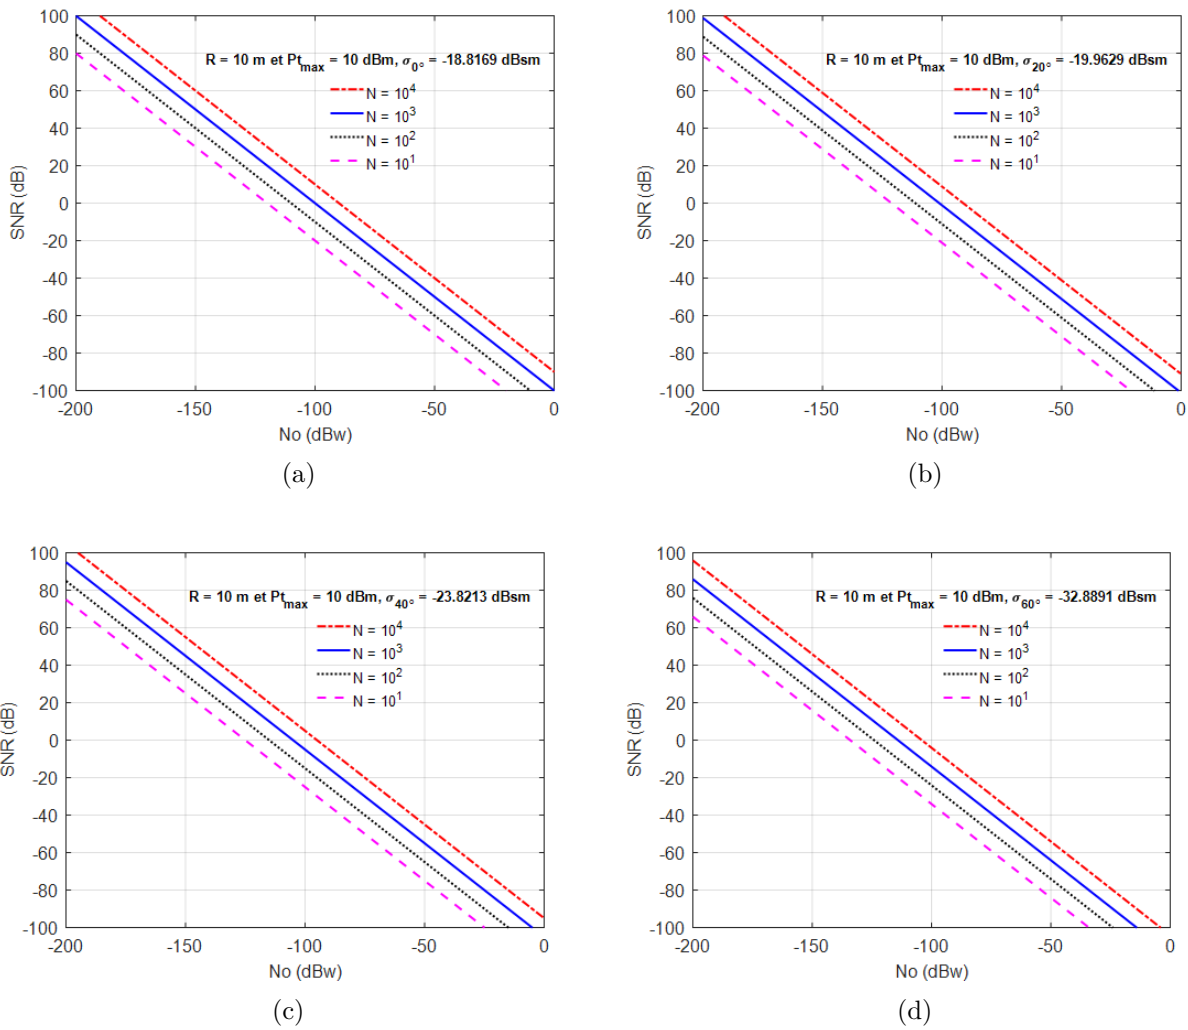 100
80
60
40
20
0
-20
-40
-60
-80
-100
SNR (dB)
R = 10 m et Pt_max = 10 dBm, σ_0° = -18.8169 dBsm
N = 10^4
N = 10^3
N = 10^2
N = 10^1
-200 -150 -100 -50 0
No (dBw)
(a)
100
80
60
40
20
0
-20
-40
-60
-80
-100
SNR (dB)
R = 10 m et Pt_max = 10 dBm, σ_20° = -19.9629 dBsm
N = 10^4
N = 10^3
N = 10^2
N = 10^1
-200 -150 -100 -50 0
No (dBw)
(b)
100
80
60
40
20
0
-20
-40
-60
-80
-100
SNR (dB)
R = 10 m et Pt_max = 10 dBm, σ_40° = -23.8213 dBsm
N = 10^4
N = 10^3
N = 10^2
N = 10^1
-200 -150 -100 -50 0
No (dBw)
(c)
100
80
60
40
20
0
-20
-40
-60
-80
-100
SNR (dB)
R = 10 m et Pt_max = 10 dBm, σ_60° = -32.8891 dBsm
N = 10^4
N = 10^3
N = 10^2
N = 10^1
-200 -150 -100 -50 0
No (dBw)
(d)